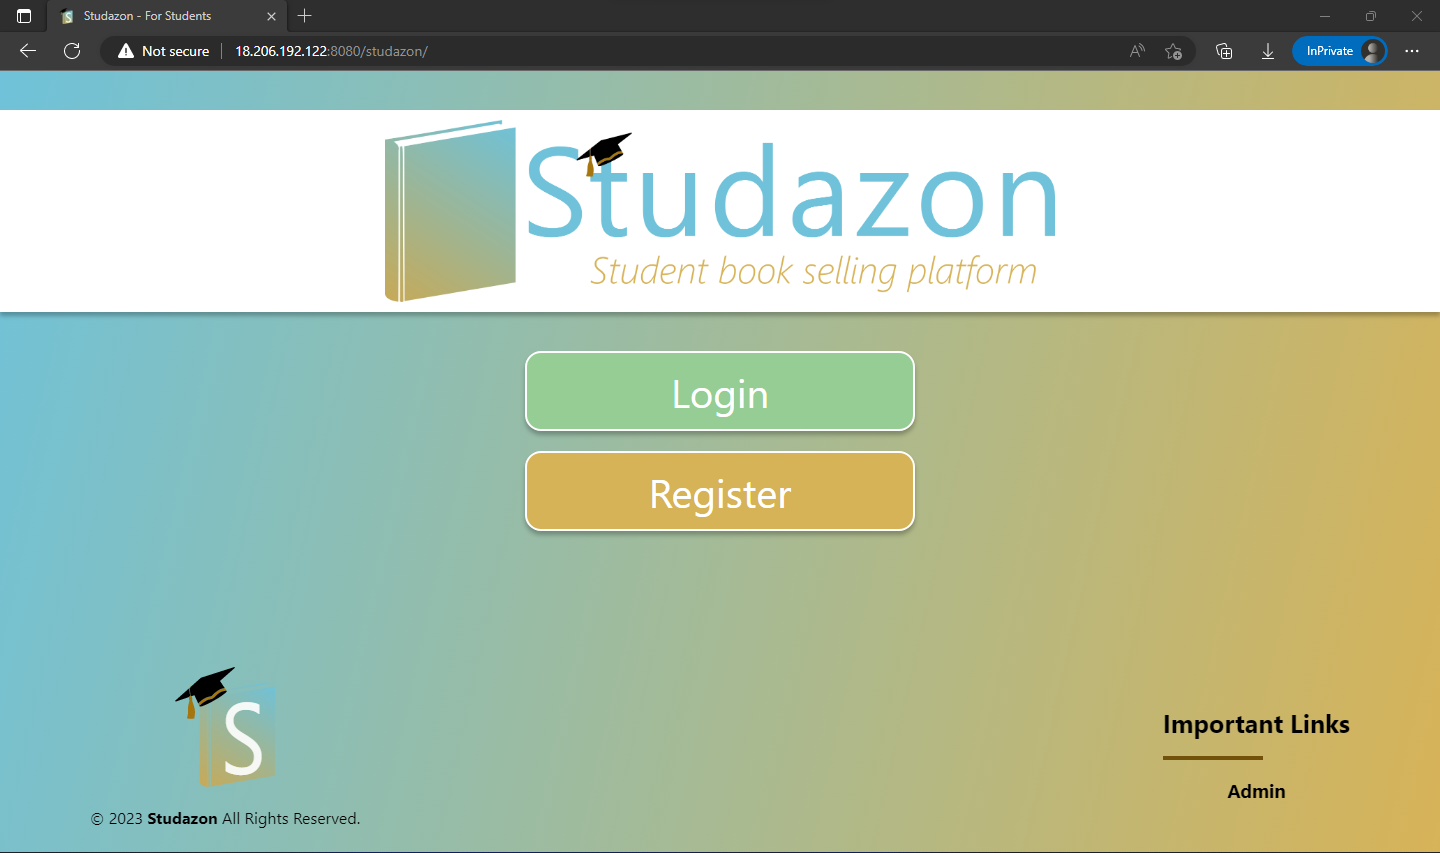 Studazon - For Students
Not secure
18.206.192.122:8080/studazon/
InPrivate
Studazon
Student book selling platform
Login
Register
S
© 2023 Studazon All Rights Reserved.
Important Links
Admin